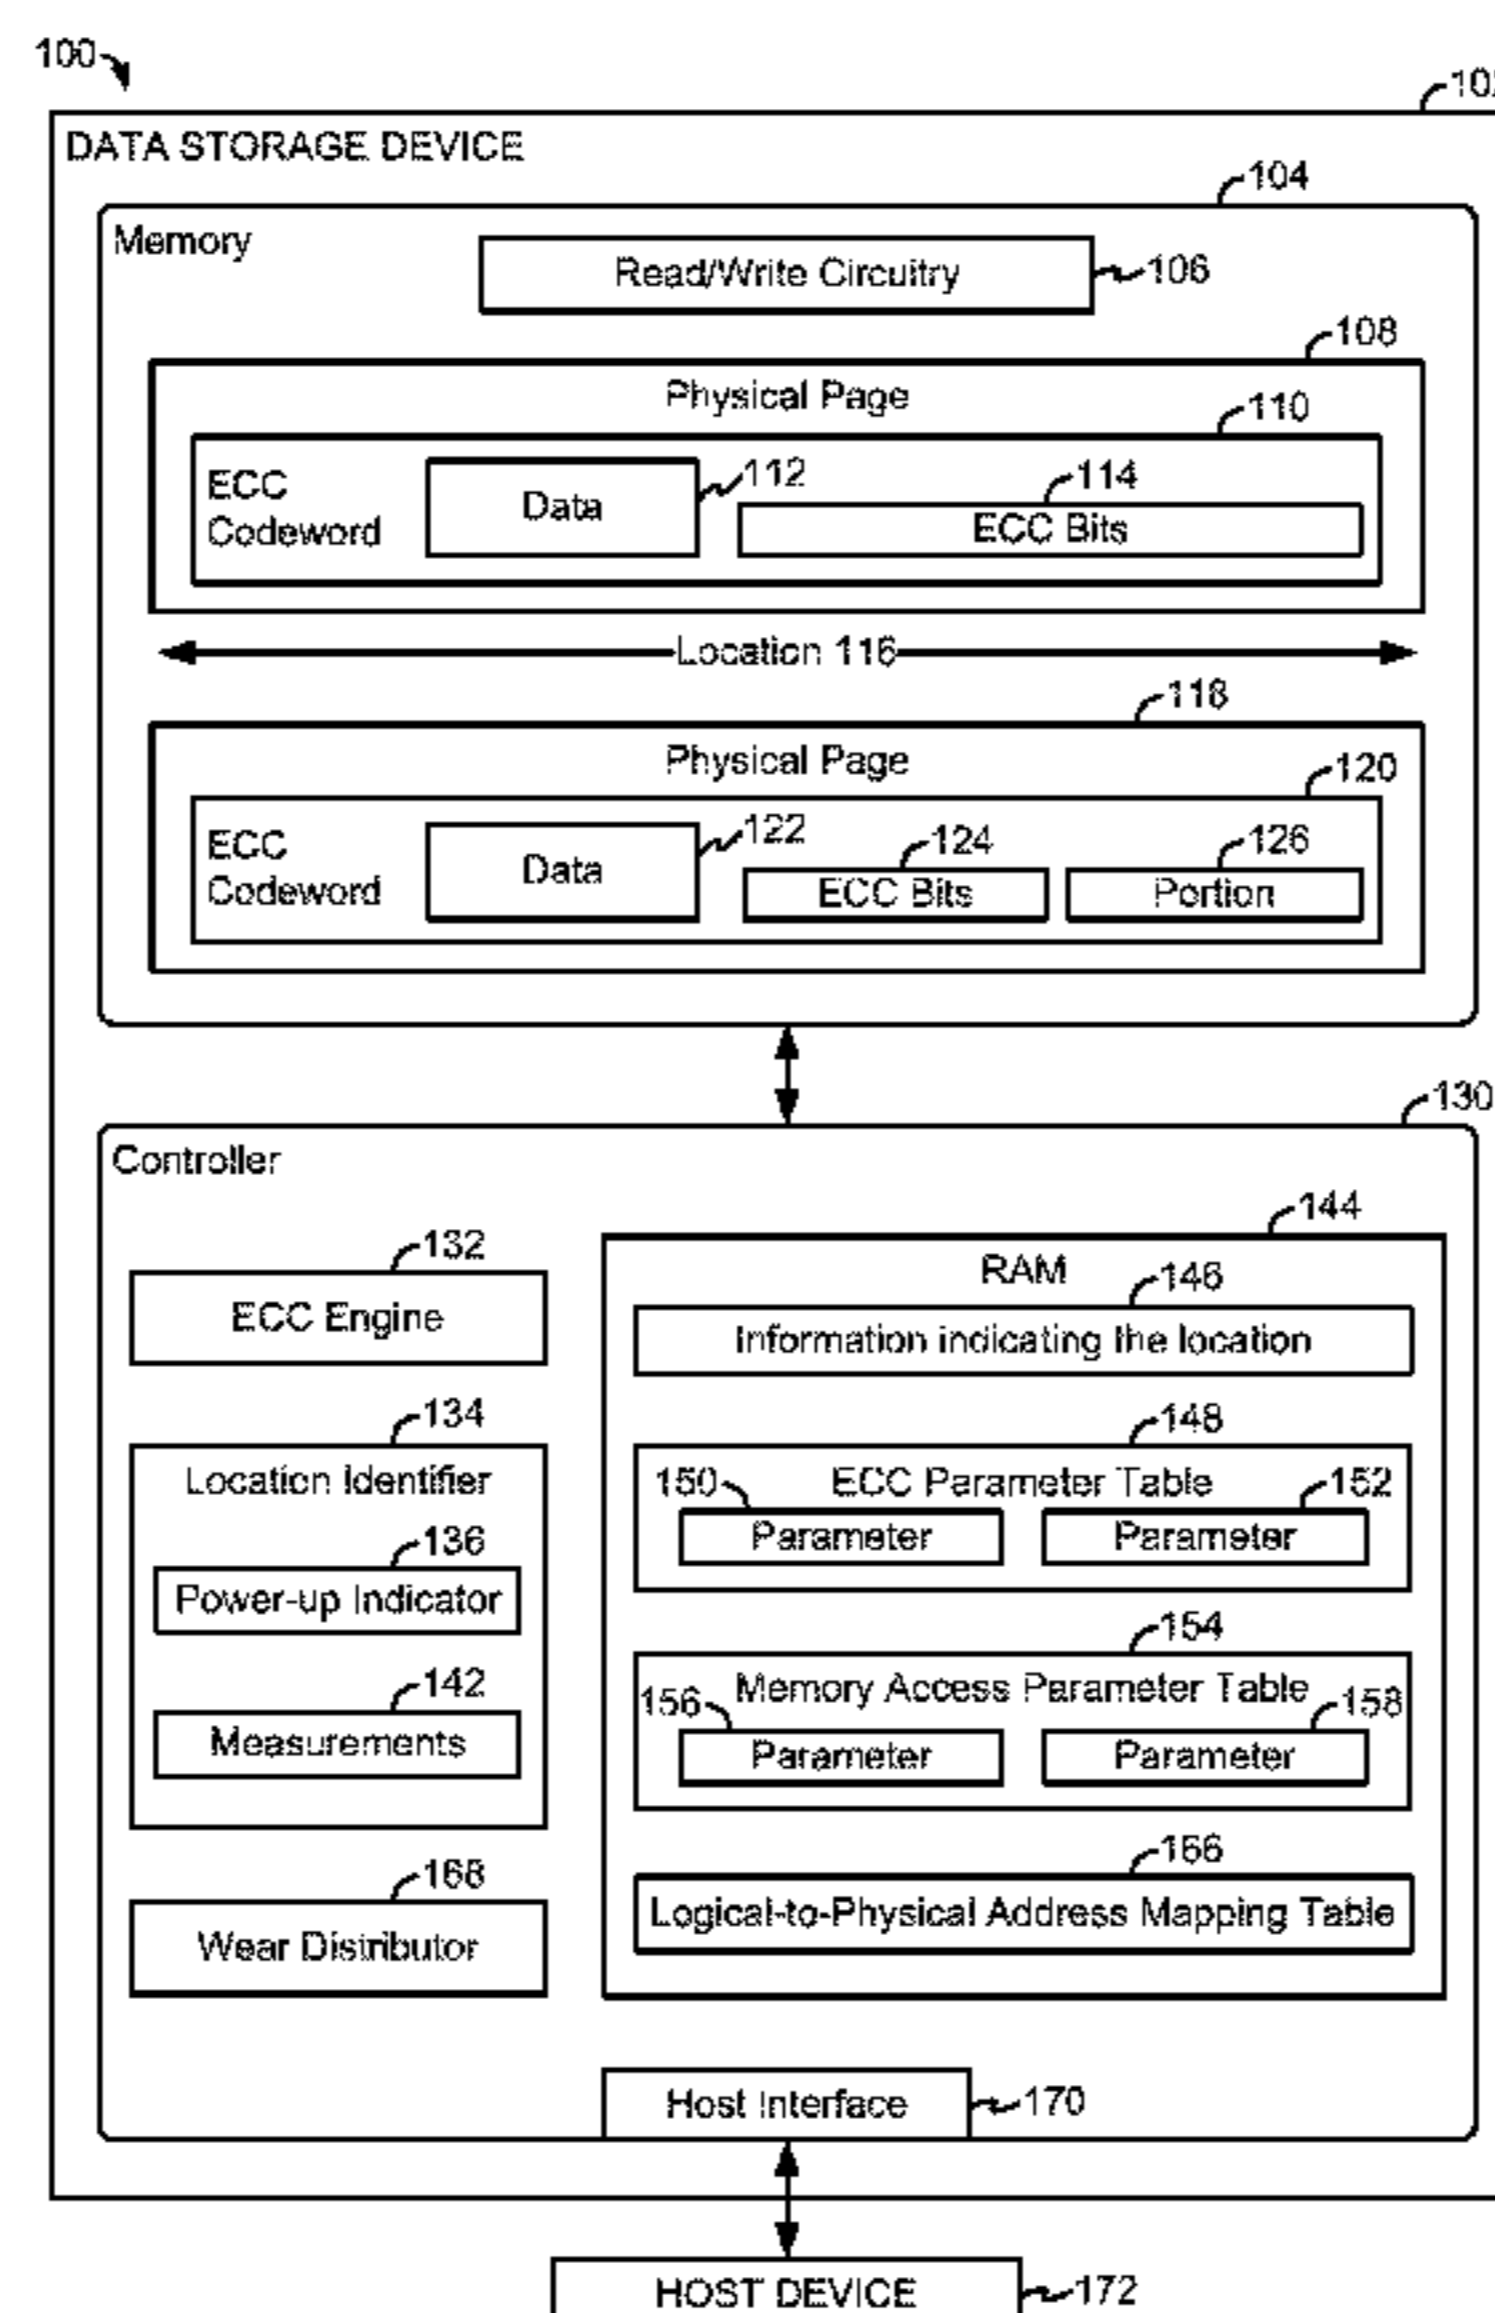 100
DATA STORAGE DEVICE
104
Memory
Read/Write Circuitry
106
108
Physical Page
110
ECC
Codeword
Data
112
114
ECC Bits
Location 116
118
Physical Page
120
ECC
Codeword
Data
122
124
ECC Bits
126
Portion
130
Controller
132
ECC Engine
134
Location Identifier
136
Power-up Indicator
142
Measurements
168
Wear Distributor
144
RAM
146
Information indicating the location
148
150
ECC Parameter Table
152
Parameter
Parameter
154
156
Memory Access Parameter Table
158
Parameter
Parameter
166
Logical-to-Physical Address Mapping Table
Host Interface
170
HOST DEVICE
172